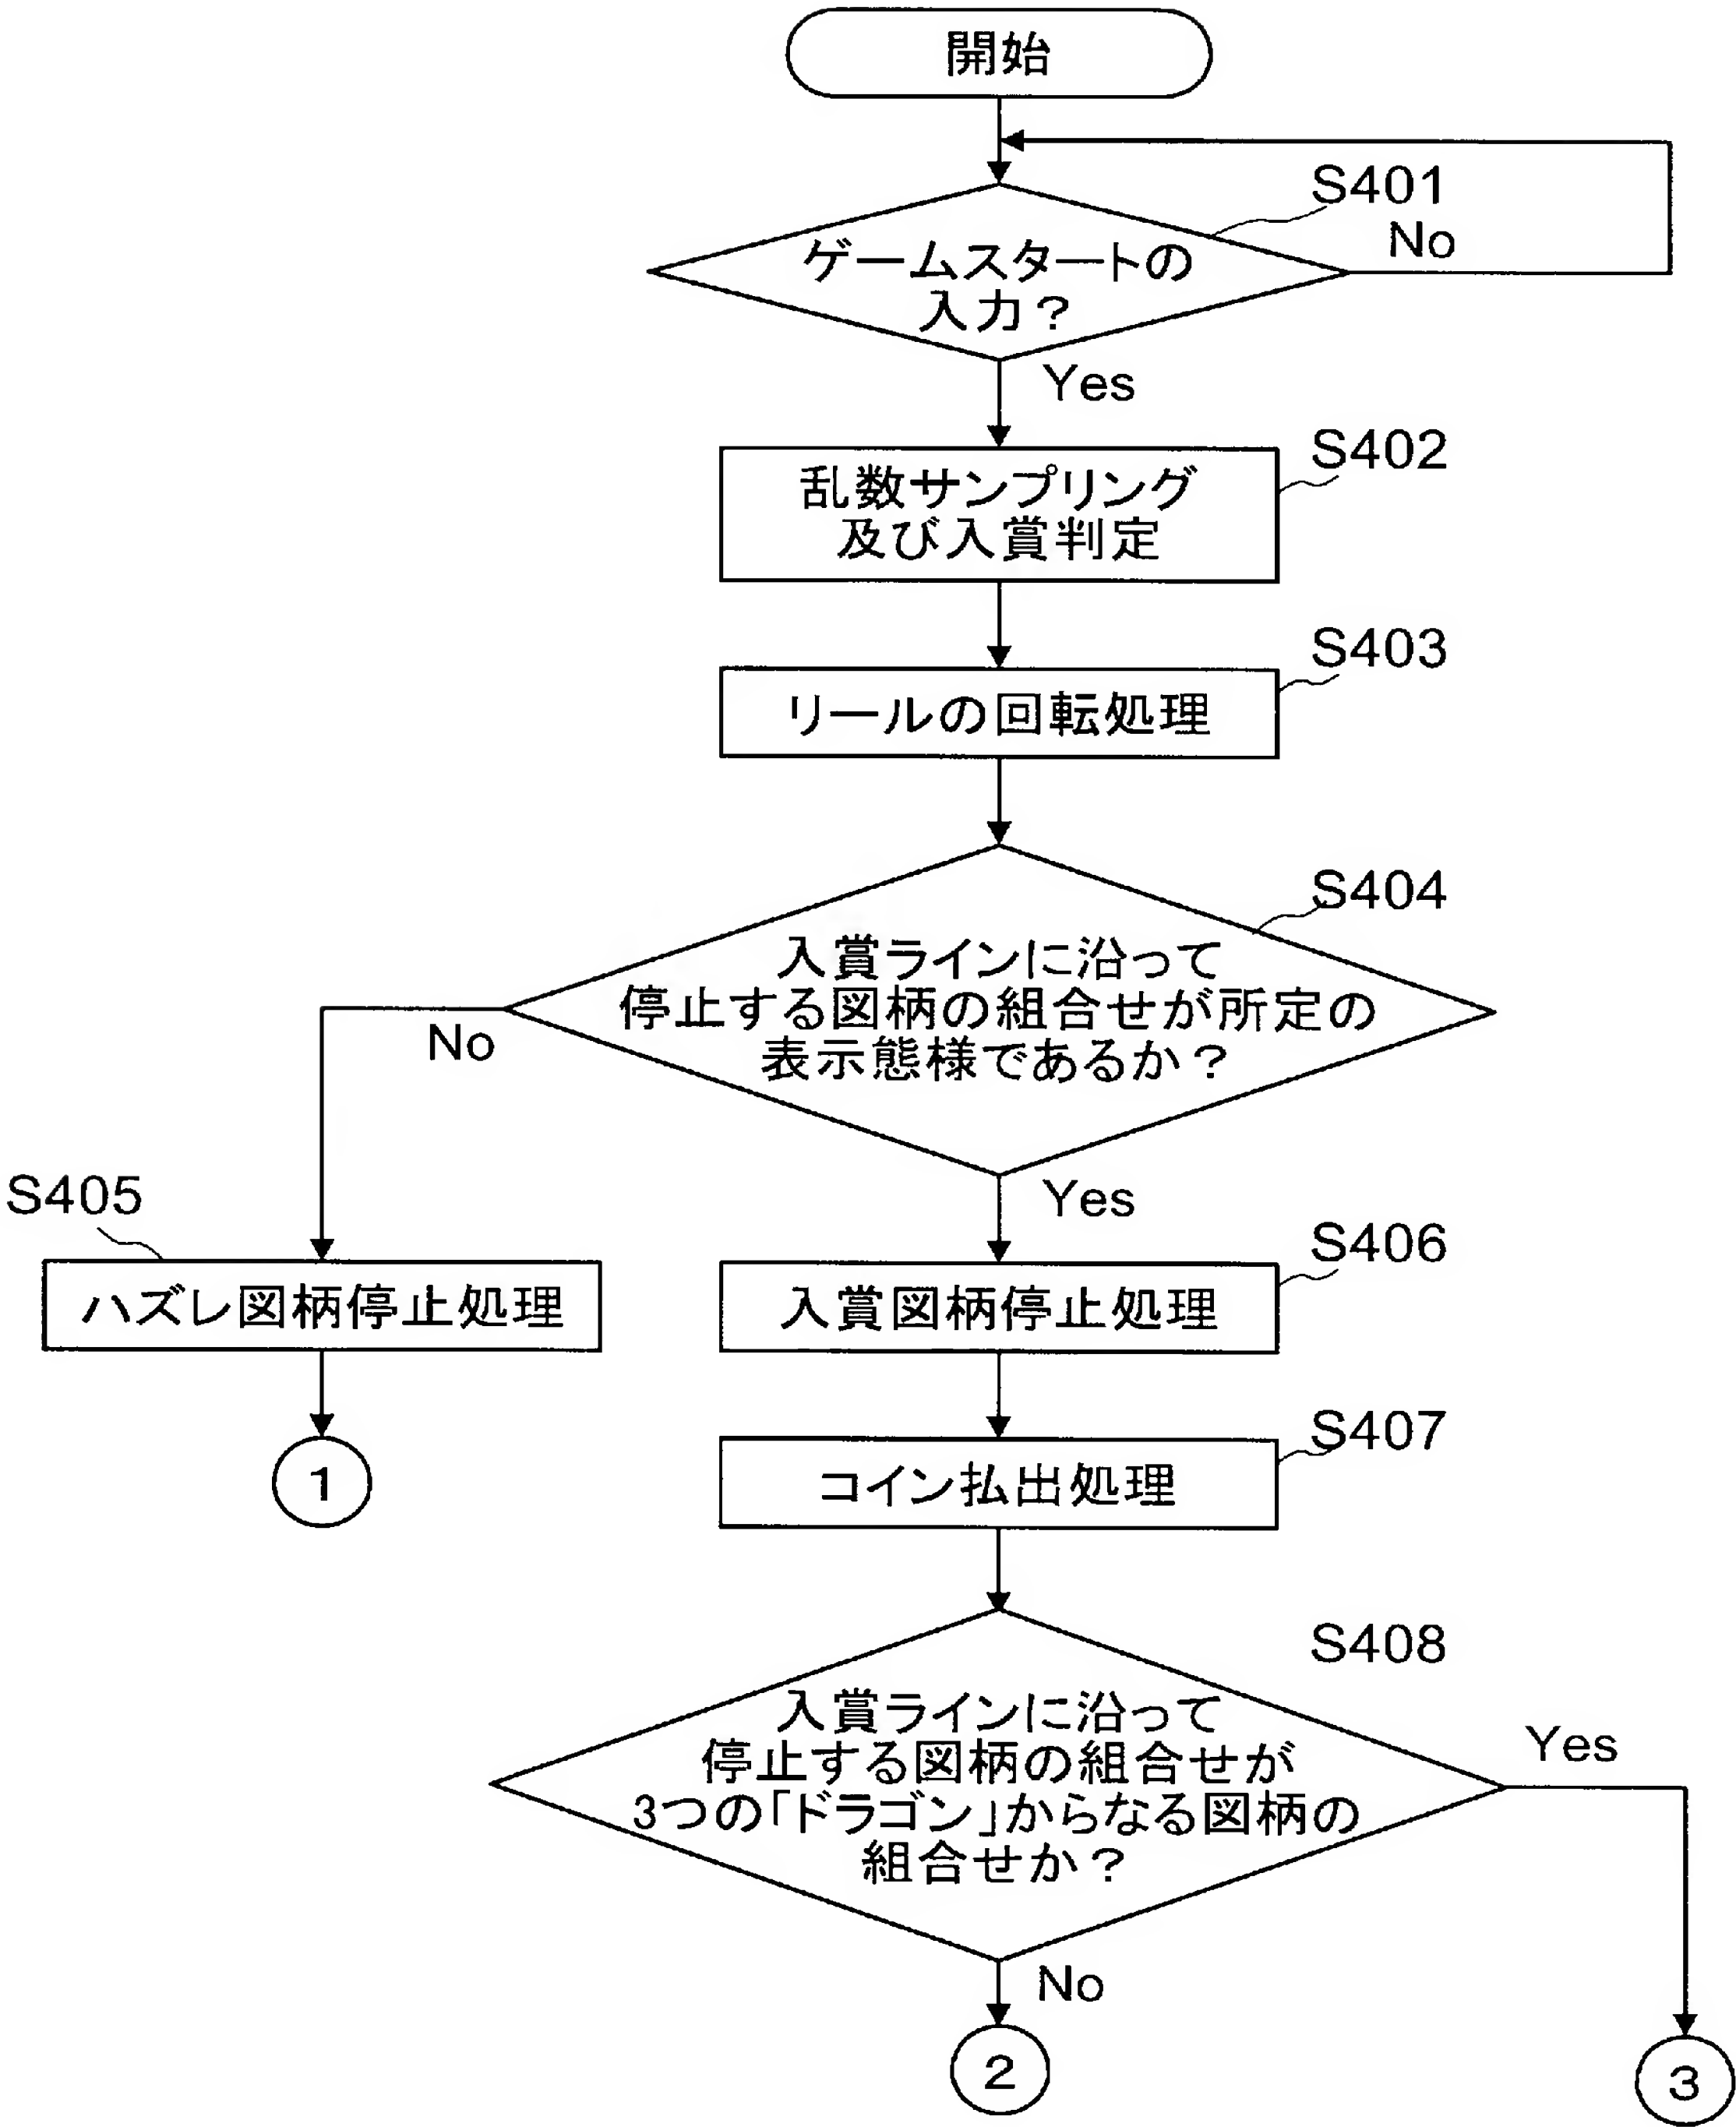 開始
S401
No
ゲームスタートの
入力?
Yes
S402
乱数サンプリング
及び入賞判定
S403
リールの回転処理
S404
入賞ラインに沿って
停止する図柄の組合せが所定の
表示態様であるか?
No
Yes
S405
ハズレ図柄停止処理
S406
入賞図柄停止処理
1
S407
コイン払出処理
S408
入賞ラインに沿って
停止する図柄の組合せが
3つの「ドラゴン」からなる図柄の
組合せか?
Yes
No
2
3